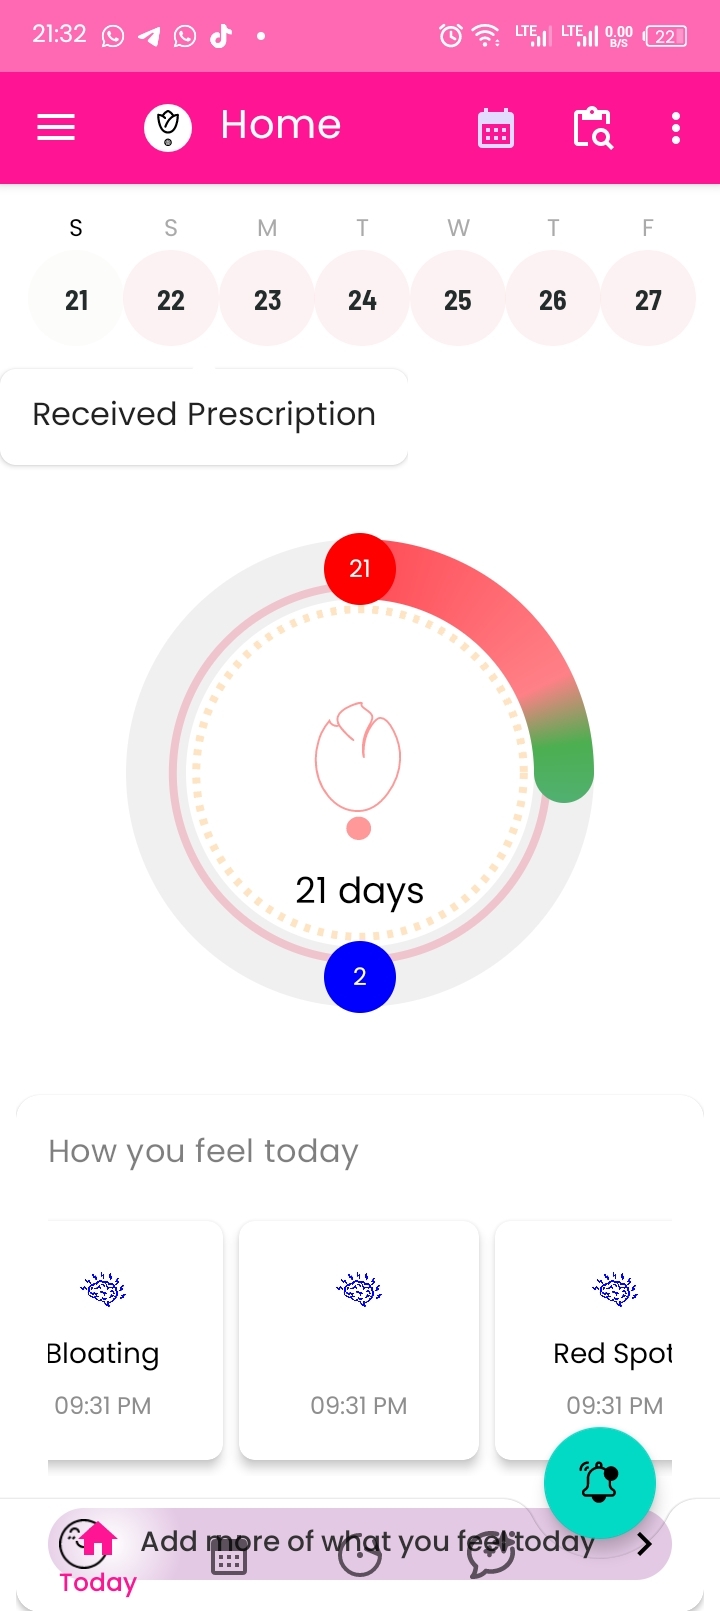 21:32 LTE LTE 0.00 B/S 22
Home
S S M T W T F
21 22 23 24 25 26 27
Received Prescription
21
21 days
2
How you feel today
Bloating Red Spot
09:31 PM 09:31 PM 09:31 PM
Add more of what you feel today
Today